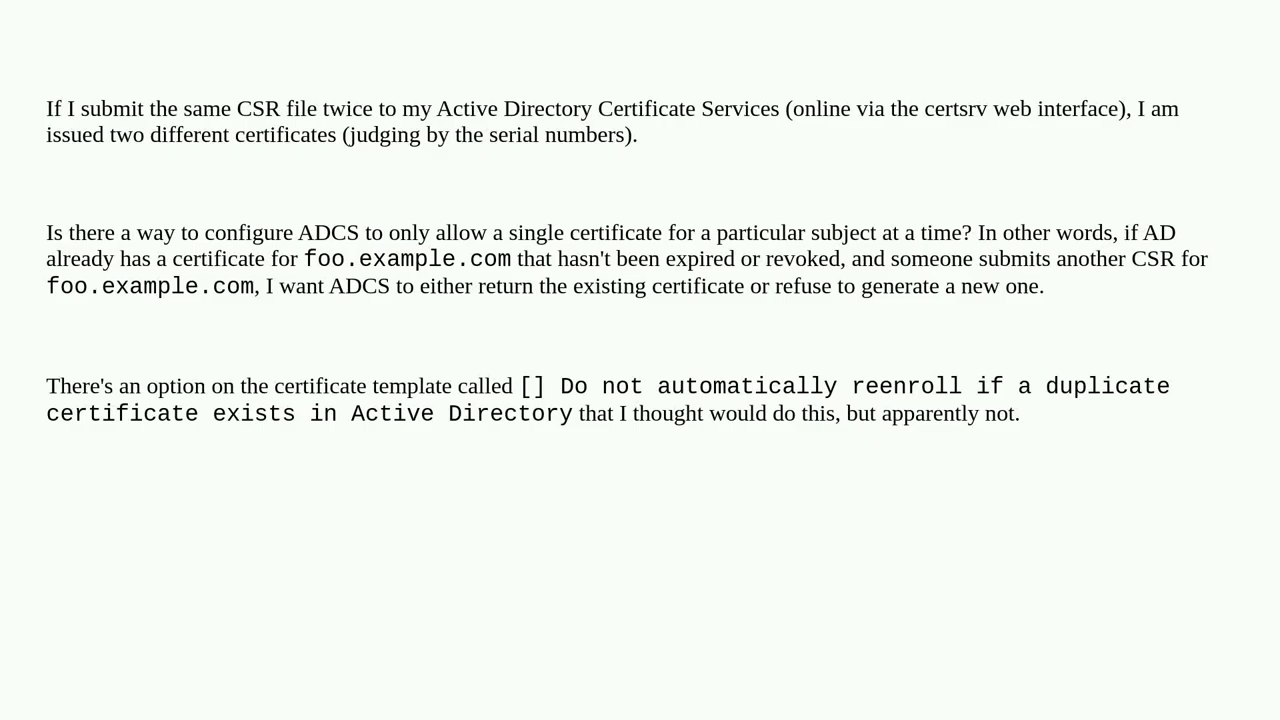 If I submit the same CSR file twice to my Active Directory Certificate Services (online via the certsrv web interface), I am
issued two different certificates (judging by the serial numbers).
Is there a way to configure ADCS to only allow a single certificate for a particular subject at a time? In other words, if AD
already has a certificate for foo.example.com that hasn't been expired or revoked, and someone submits another CSR for
foo.example.com, I want ADCS to either return the existing certificate or refuse to generate a new one.
There's an option on the certificate template called [] Do not automatically reenroll if a duplicate
certificate exists in Active Directory that I thought would do this, but apparently not.